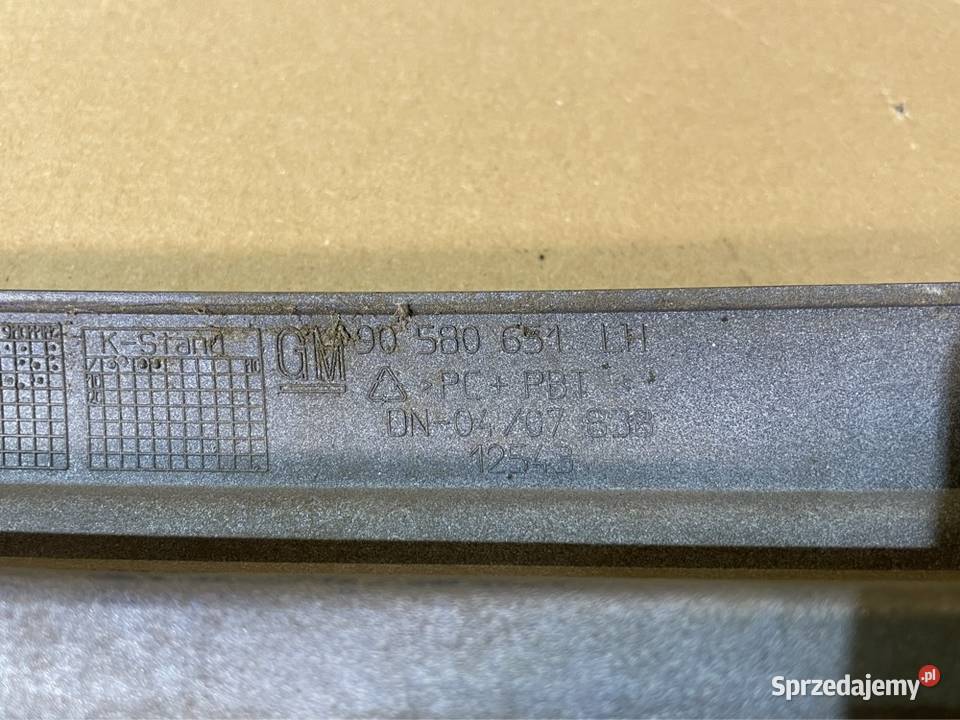 K-Stand
GM 90 580 651 LH
>PC+PBT<
DN-04/07 838
12543
Sprzedajemy.pl